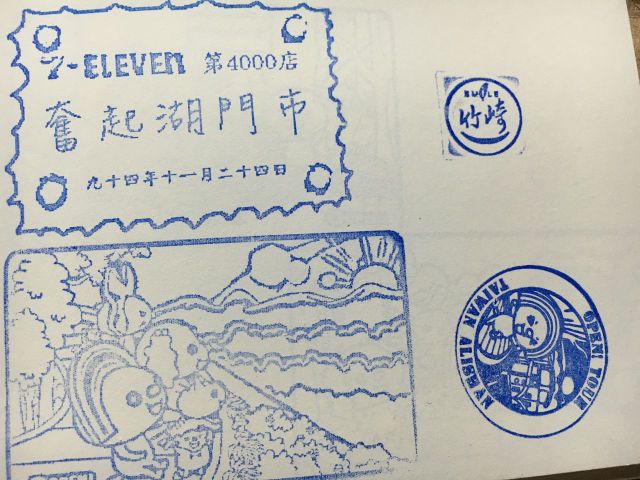 7-ELEVEN 第4000店
奮起湖門市
九十四年十一月二十四日
竹崎
OPEN! TOUR
TAIWAN ALISHAN